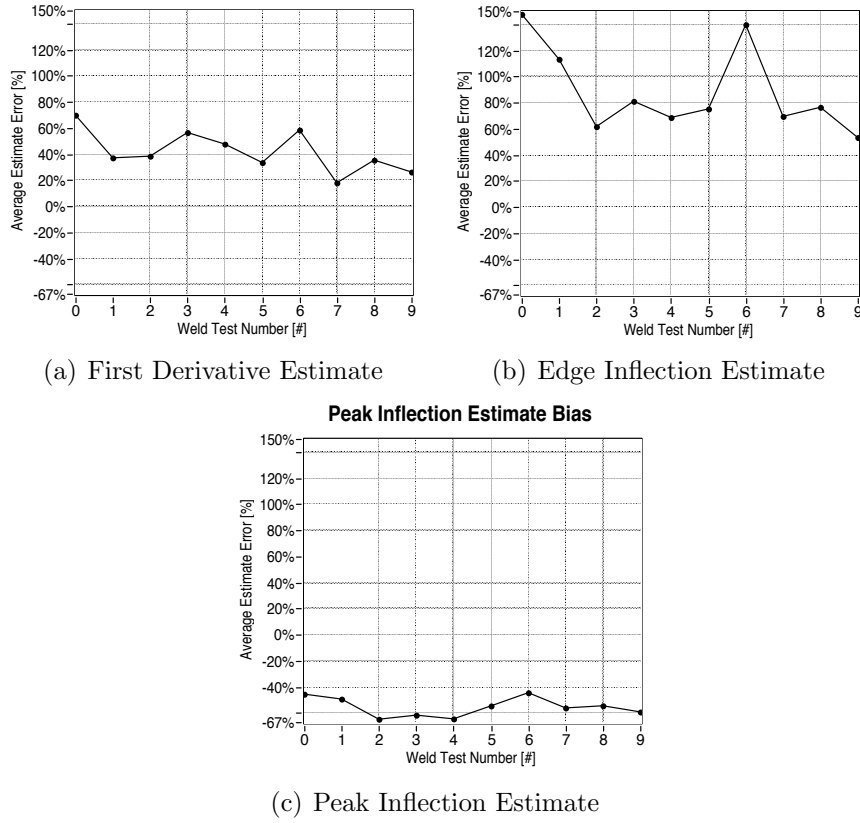 150%
120%
100%
80%
60%
40%
20%
0%
-20%
-40%
-67%
Average Estimate Error [%]
0 1 2 3 4 5 6 7 8 9
Weld Test Number [#]
(a) First Derivative Estimate
150%
120%
100%
80%
60%
40%
20%
0%
-20%
-40%
-67%
Average Estimate Error [%]
0 1 2 3 4 5 6 7 8 9
Weld Test Number [#]
(b) Edge Inflection Estimate
Peak Inflection Estimate Bias
150%
120%
100%
80%
60%
40%
20%
0%
-20%
-40%
-67%
Average Estimate Error [%]
0 1 2 3 4 5 6 7 8 9
Weld Test Number [#]
(c) Peak Inflection Estimate